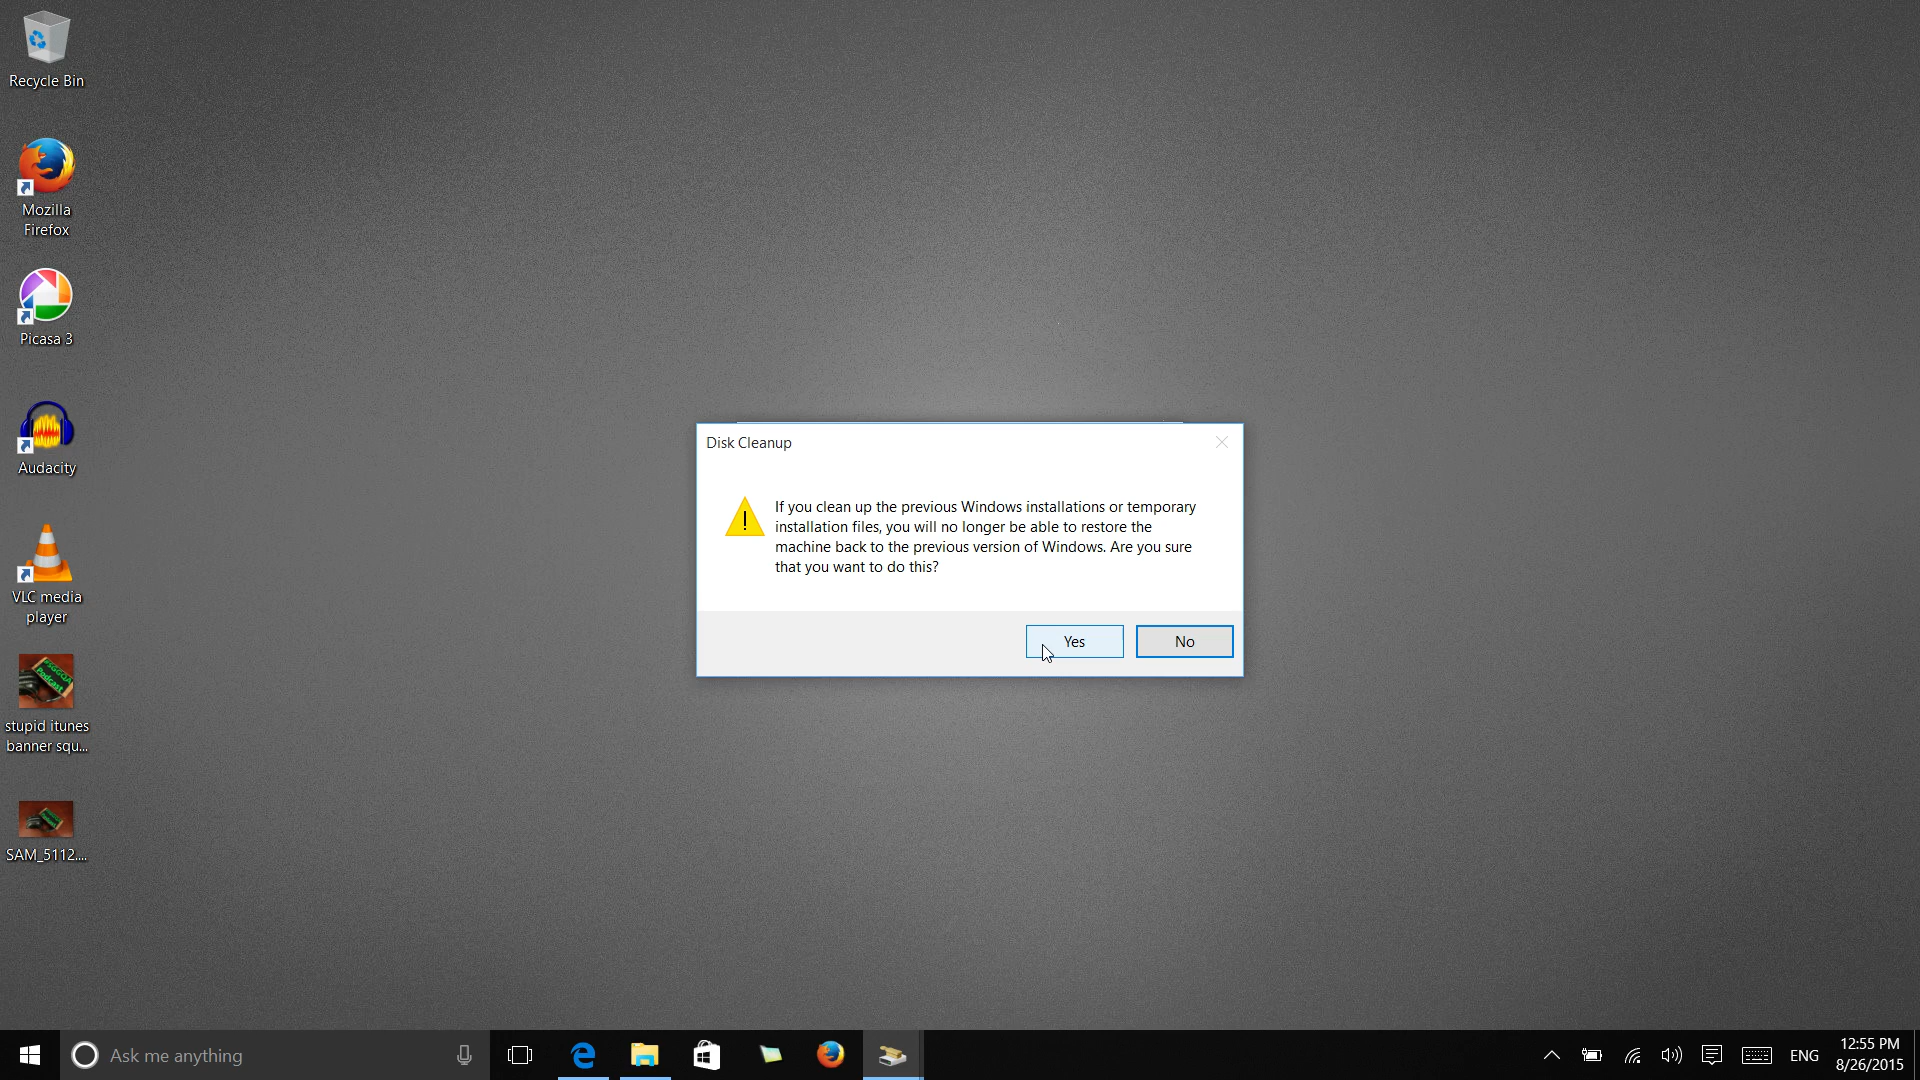 Recycle Bin
Mozilla
Firefox
Picasa 3
Audacity
VLC media
player
Podcast
stupid itunes
banner squ...
SAM_5112....
Disk Cleanup
If you clean up the previous Windows installations or temporary
installation files, you will no longer be able to restore the
machine back to the previous version of Windows. Are you sure
that you want to do this?
Yes
No
Ask me anything
ENG
12:55 PM
8/26/2015